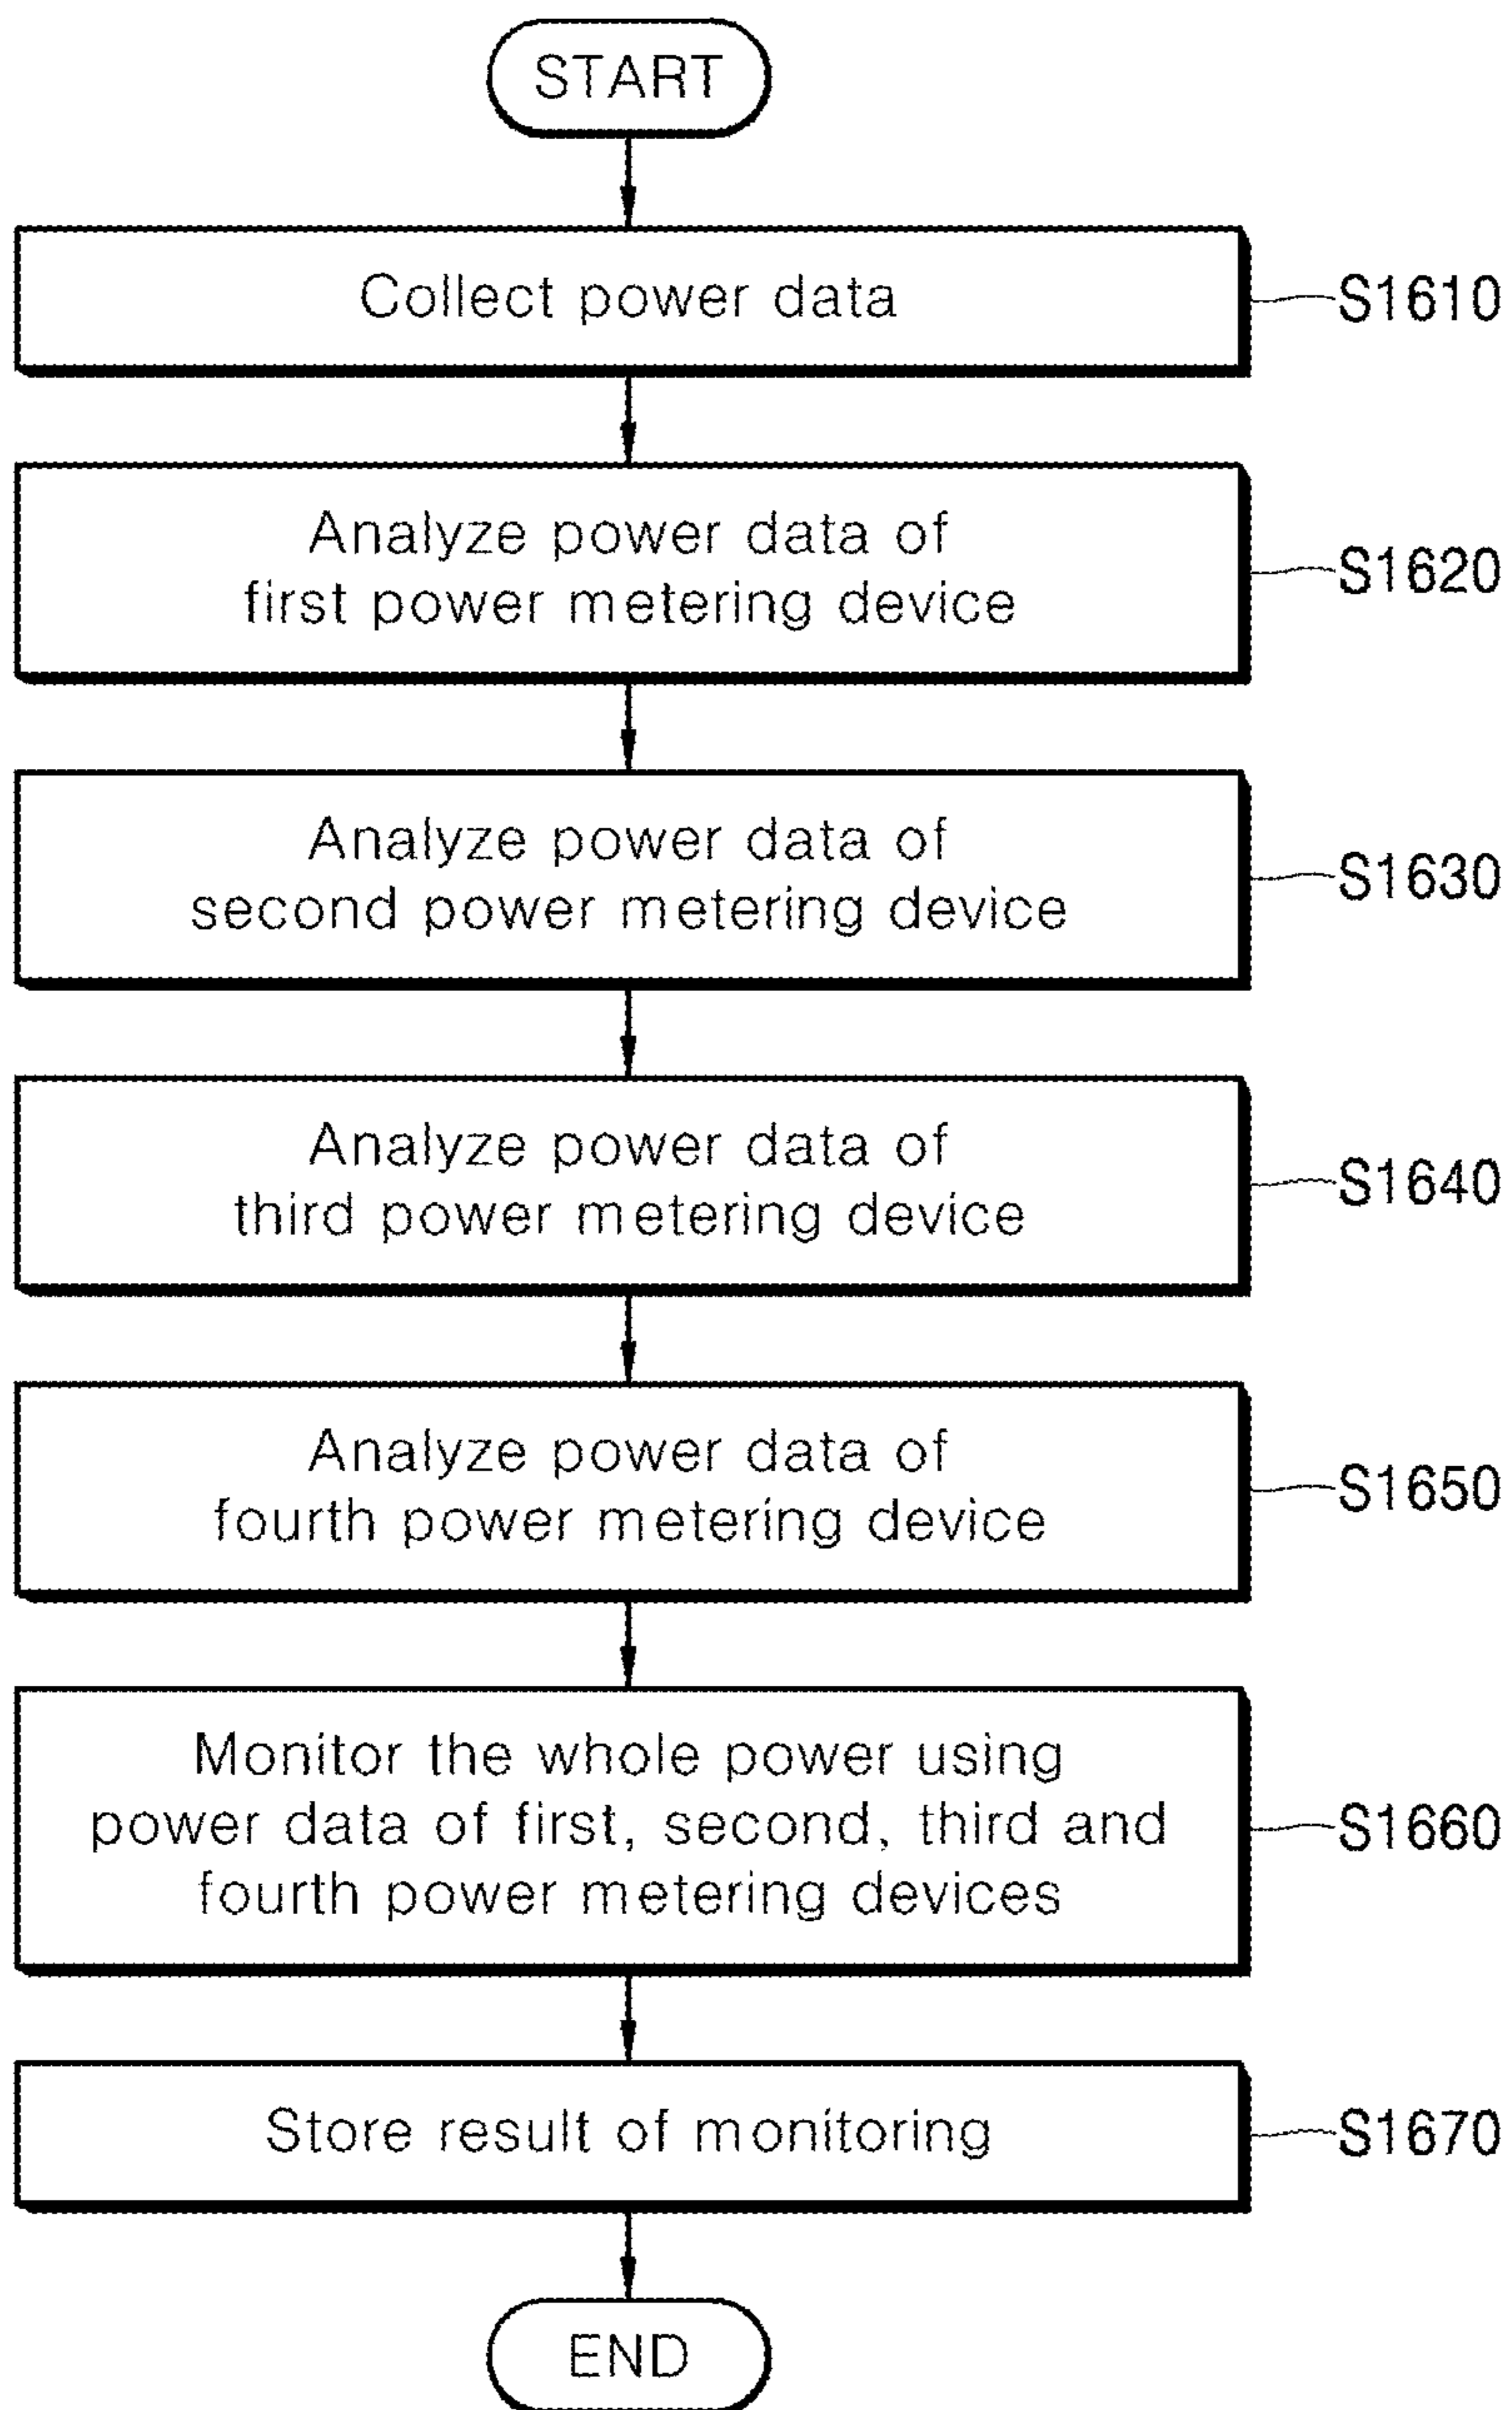 START
Collect power data
S1610
Analyze power data of
first power metering device
S1620
Analyze power data of
second power metering device
S1630
Analyze power data of
third power metering device
S1640
Analyze power data of
fourth power metering device
S1650
Monitor the whole power using
power data of first, second, third and
fourth power metering devices
S1660
Store result of monitoring
S1670
END